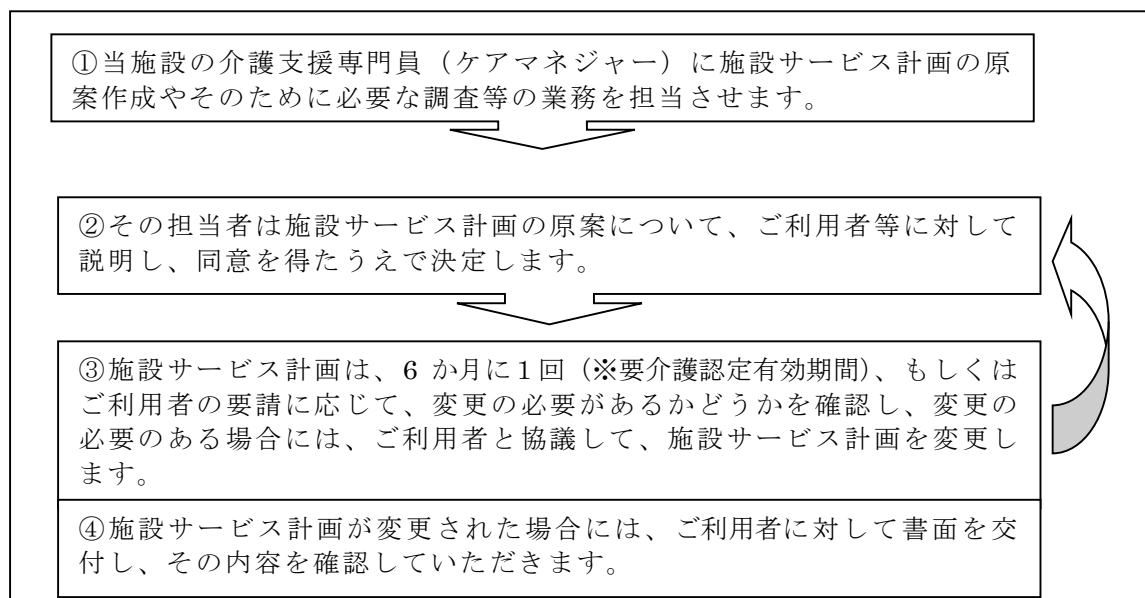 ①当施設の介護支援専門員（ケアマネジャー）に施設サービス計画の原
案作成やそのために必要な調査等の業務を担当させます。
②その担当者は施設サービス計画の原案について、ご利用者等に対して
説明し、同意を得たうえで決定します。
③施設サービス計画は、6 か月に１回（※要介護認定有効期間）、もしくは
ご利用者の要請に応じて、変更の必要があるかどうかを確認し、変更の
必要のある場合には、ご利用者と協議して、施設サービス計画を変更し
ます。
④施設サービス計画が変更された場合には、ご利用者に対して書面を交
付し、その内容を確認していただきます。